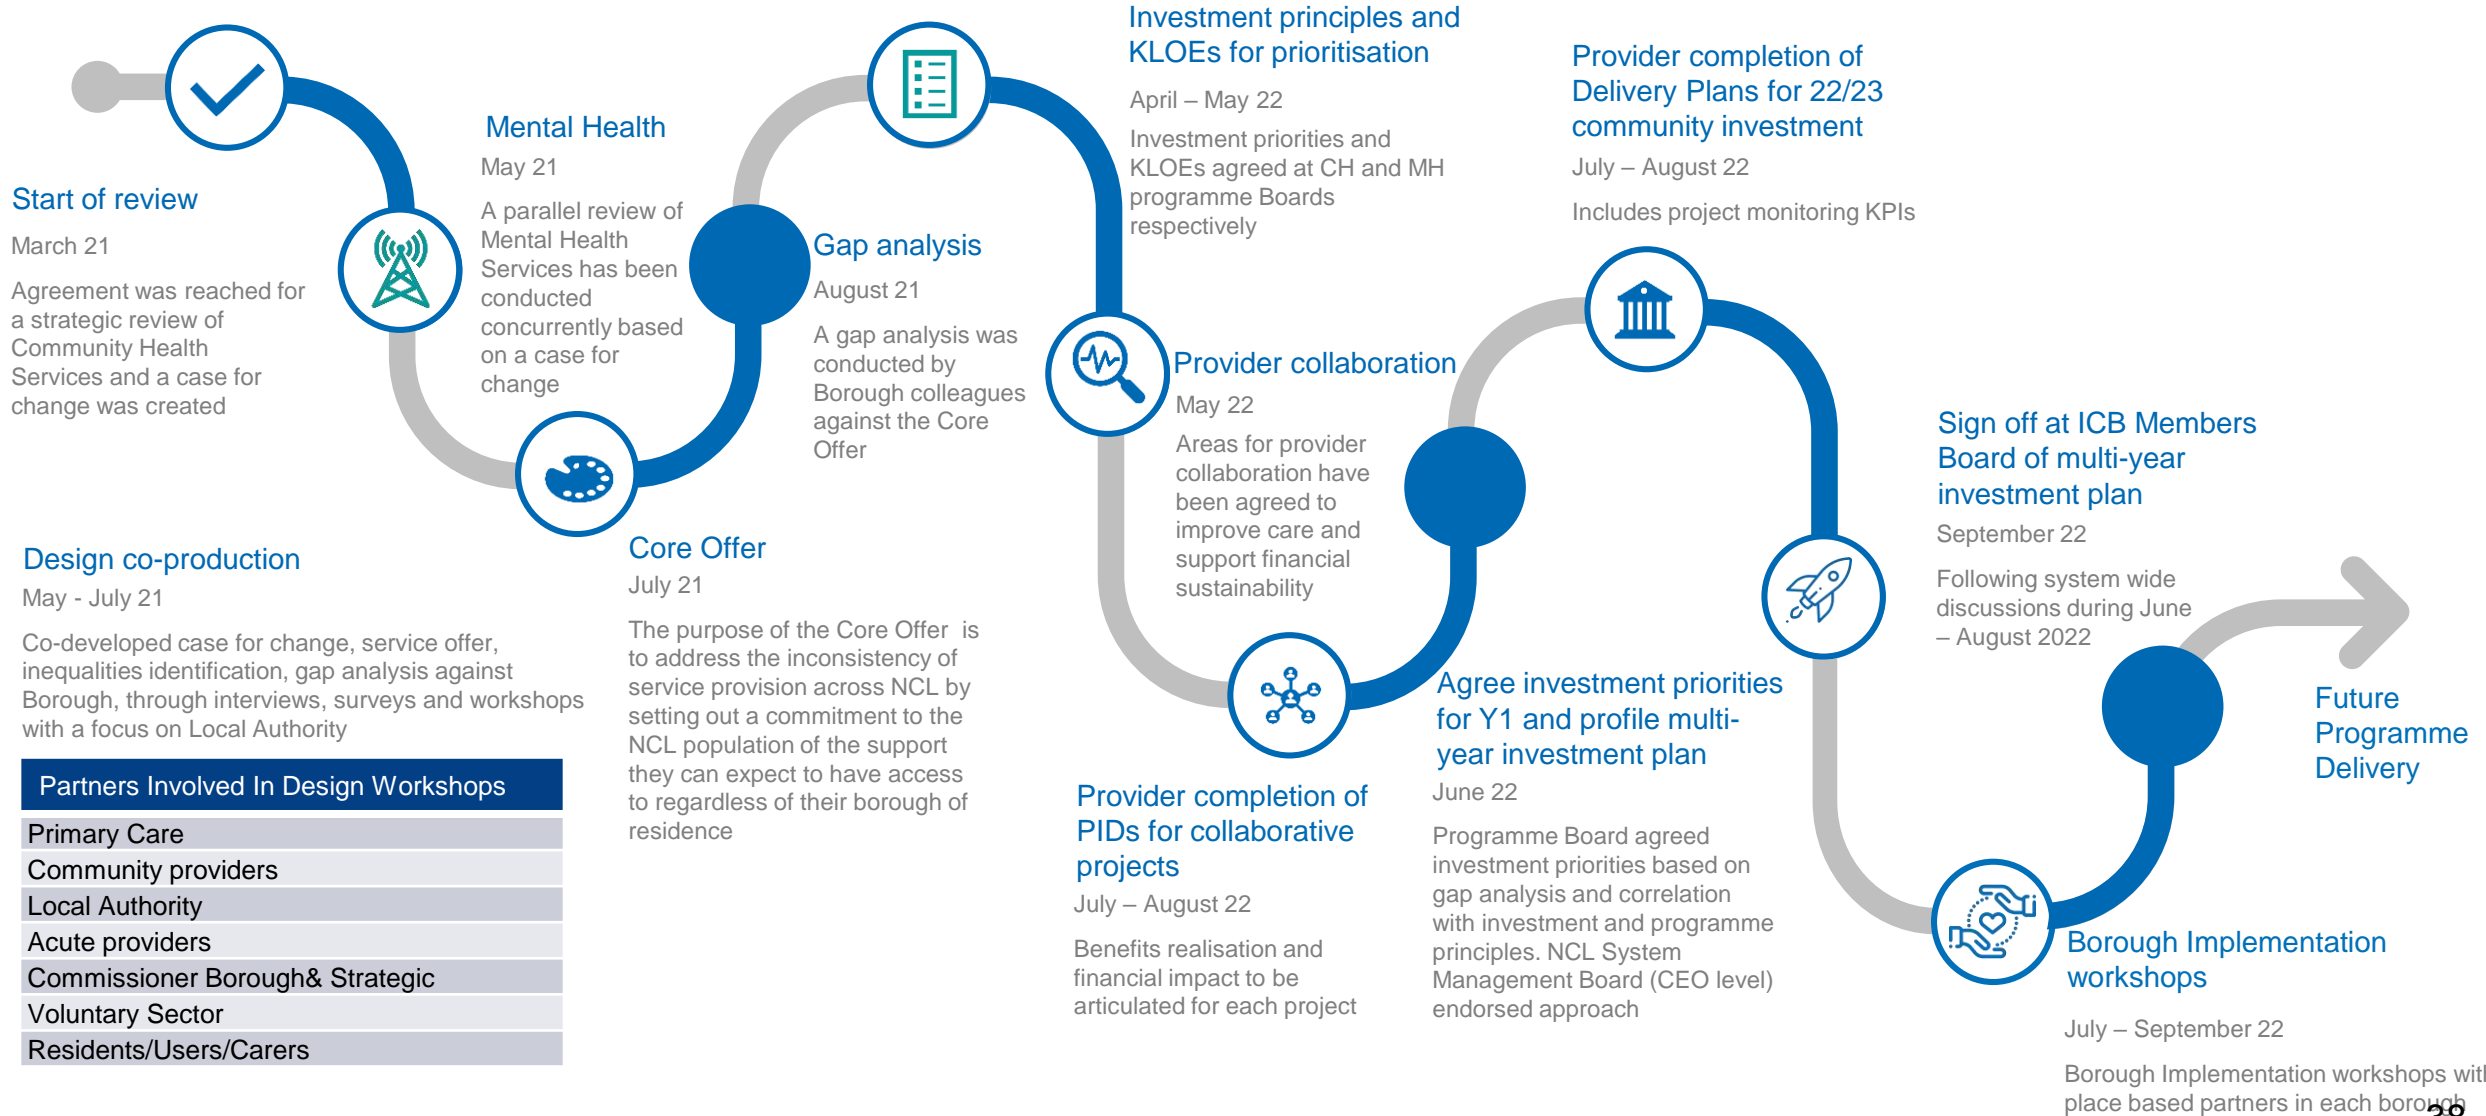 Start of review
March 21
Agreement was reached for
a strategic review of
Community Health
Services and a case for
change was created
Design co-production
May - July 21
Co-developed case for change, service offer,
inequalities identification, gap analysis against
Borough, through interviews, surveys and workshops
with a focus on Local Authority
Partners Involved In Design Workshops
Primary Care
Community providers
Local Authority
Acute providers
Commissioner Borough& Strategic
Voluntary Sector
Residents/Users/Carers
Mental Health
May 21
A parallel review of
Mental Health
Services has been
conducted
concurrently based
on a case for
change
Core Offer
July 21
The purpose of the Core Offer is
to address the inconsistency of
service provision across NCL by
setting out a commitment to the
NCL population of the support
they can expect to have access
to regardless of their borough of
residence
Gap analysis
August 21
A gap analysis was
conducted by
Borough colleagues
against the Core
Offer
Investment principles and
KLOEs for prioritisation
April – May 22
Investment priorities and
KLOEs agreed at CH and MH
programme Boards
respectively
Provider collaboration
May 22
Areas for provider
collaboration have
been agreed to
improve care and
support financial
sustainability
Provider completion of
PIDs for collaborative
projects
July – August 22
Benefits realisation and
financial impact to be
articulated for each project
Agree investment priorities
for Y1 and profile multi-
year investment plan
June 22
Programme Board agreed
investment priorities based on
gap analysis and correlation
with investment and programme
principles. NCL System
Management Board (CEO level)
endorsed approach
Provider completion of
Delivery Plans for 22/23
community investment
July – August 22
Includes project monitoring KPIs
Sign off at ICB Members
Board of multi-year
investment plan
September 22
Following system wide
discussions during June
– August 2022
Borough Implementation
workshops
July – September 22
Borough Implementation workshops with
place based partners in each borough
Future
Programme
Delivery
38